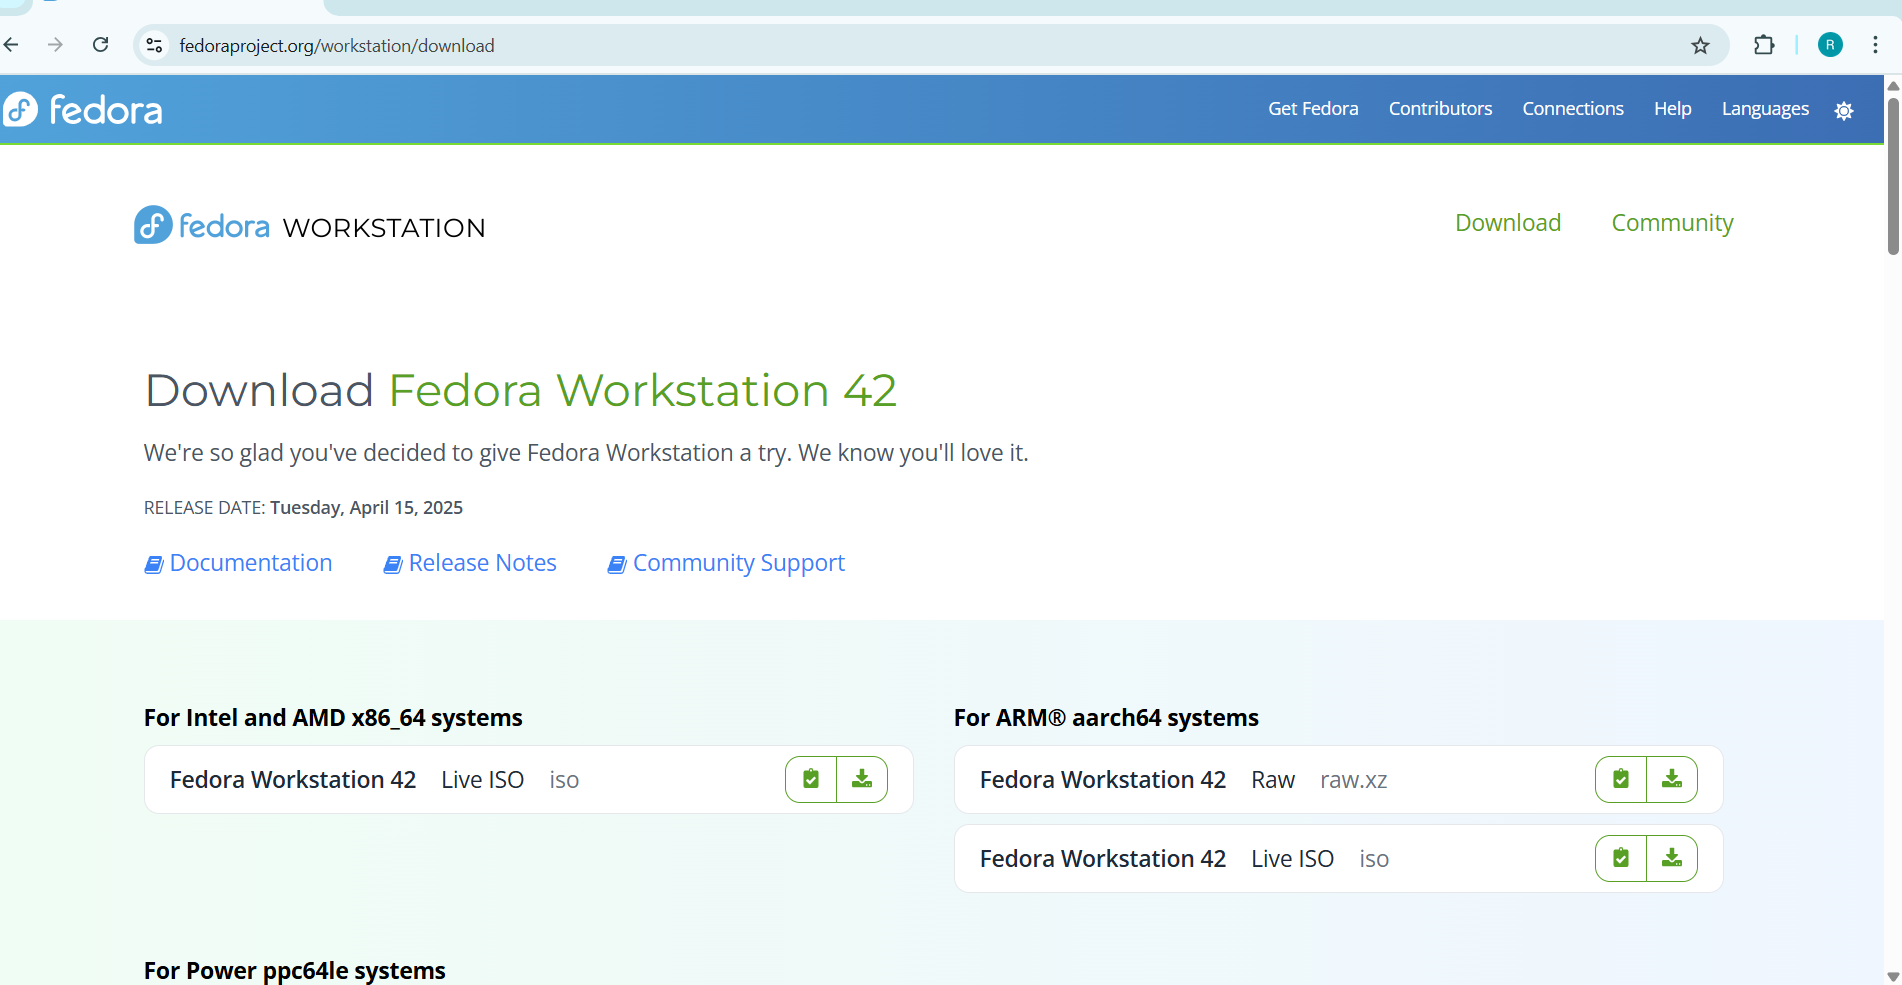 fedoraproject.org/workstation/download
R
fedora
Get Fedora Contributors Connections Help Languages
fedora WORKSTATION
Download Community
Download Fedora Workstation 42
We're so glad you've decided to give Fedora Workstation a try. We know you'll love it.
RELEASE DATE: Tuesday, April 15, 2025
Documentation Release Notes Community Support
For Intel and AMD x86_64 systems
Fedora Workstation 42 Live ISO iso
For ARM® aarch64 systems
Fedora Workstation 42 Raw raw.xz
Fedora Workstation 42 Live ISO iso
For Power ppc64le systems